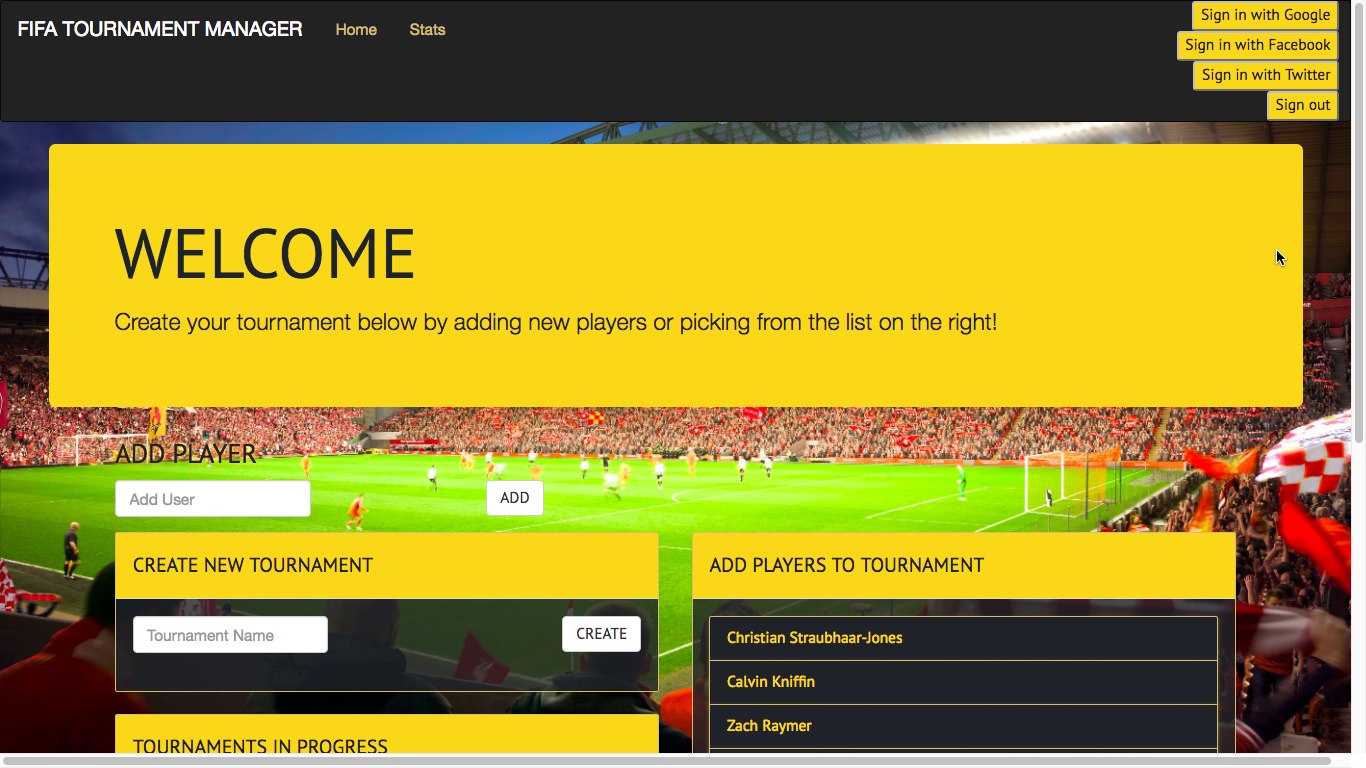 FIFA TOURNAMENT MANAGER
Home
Stats
Sign in with Google
Sign in with Facebook
Sign in with Twitter
Sign out
WELCOME
Create your tournament below by adding new players or picking from the list on the right!
ADD PLAYER
Add User
ADD
CREATE NEW TOURNAMENT
Tournament Name
CREATE
TOURNAMENTS IN PROGRESS
ADD PLAYERS TO TOURNAMENT
Christian Straubhaar-Jones
Calvin Kniffin
Zach Raymer